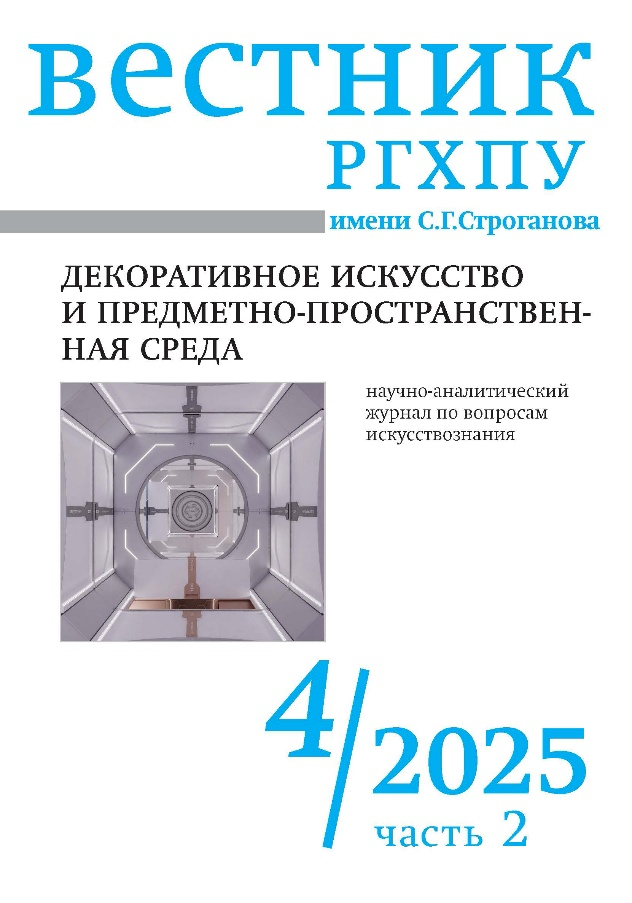 вестник
РГХПУ
имени С.Г.Строганова
ДЕКОРАТИВНОЕ ИСКУССТВО
И ПРЕДМЕТНО-ПРОСТРАНСТВЕН-
НАЯ СРЕДА
научно-аналитический
журнал по вопросам
искусствознания
4/2025
часть 2